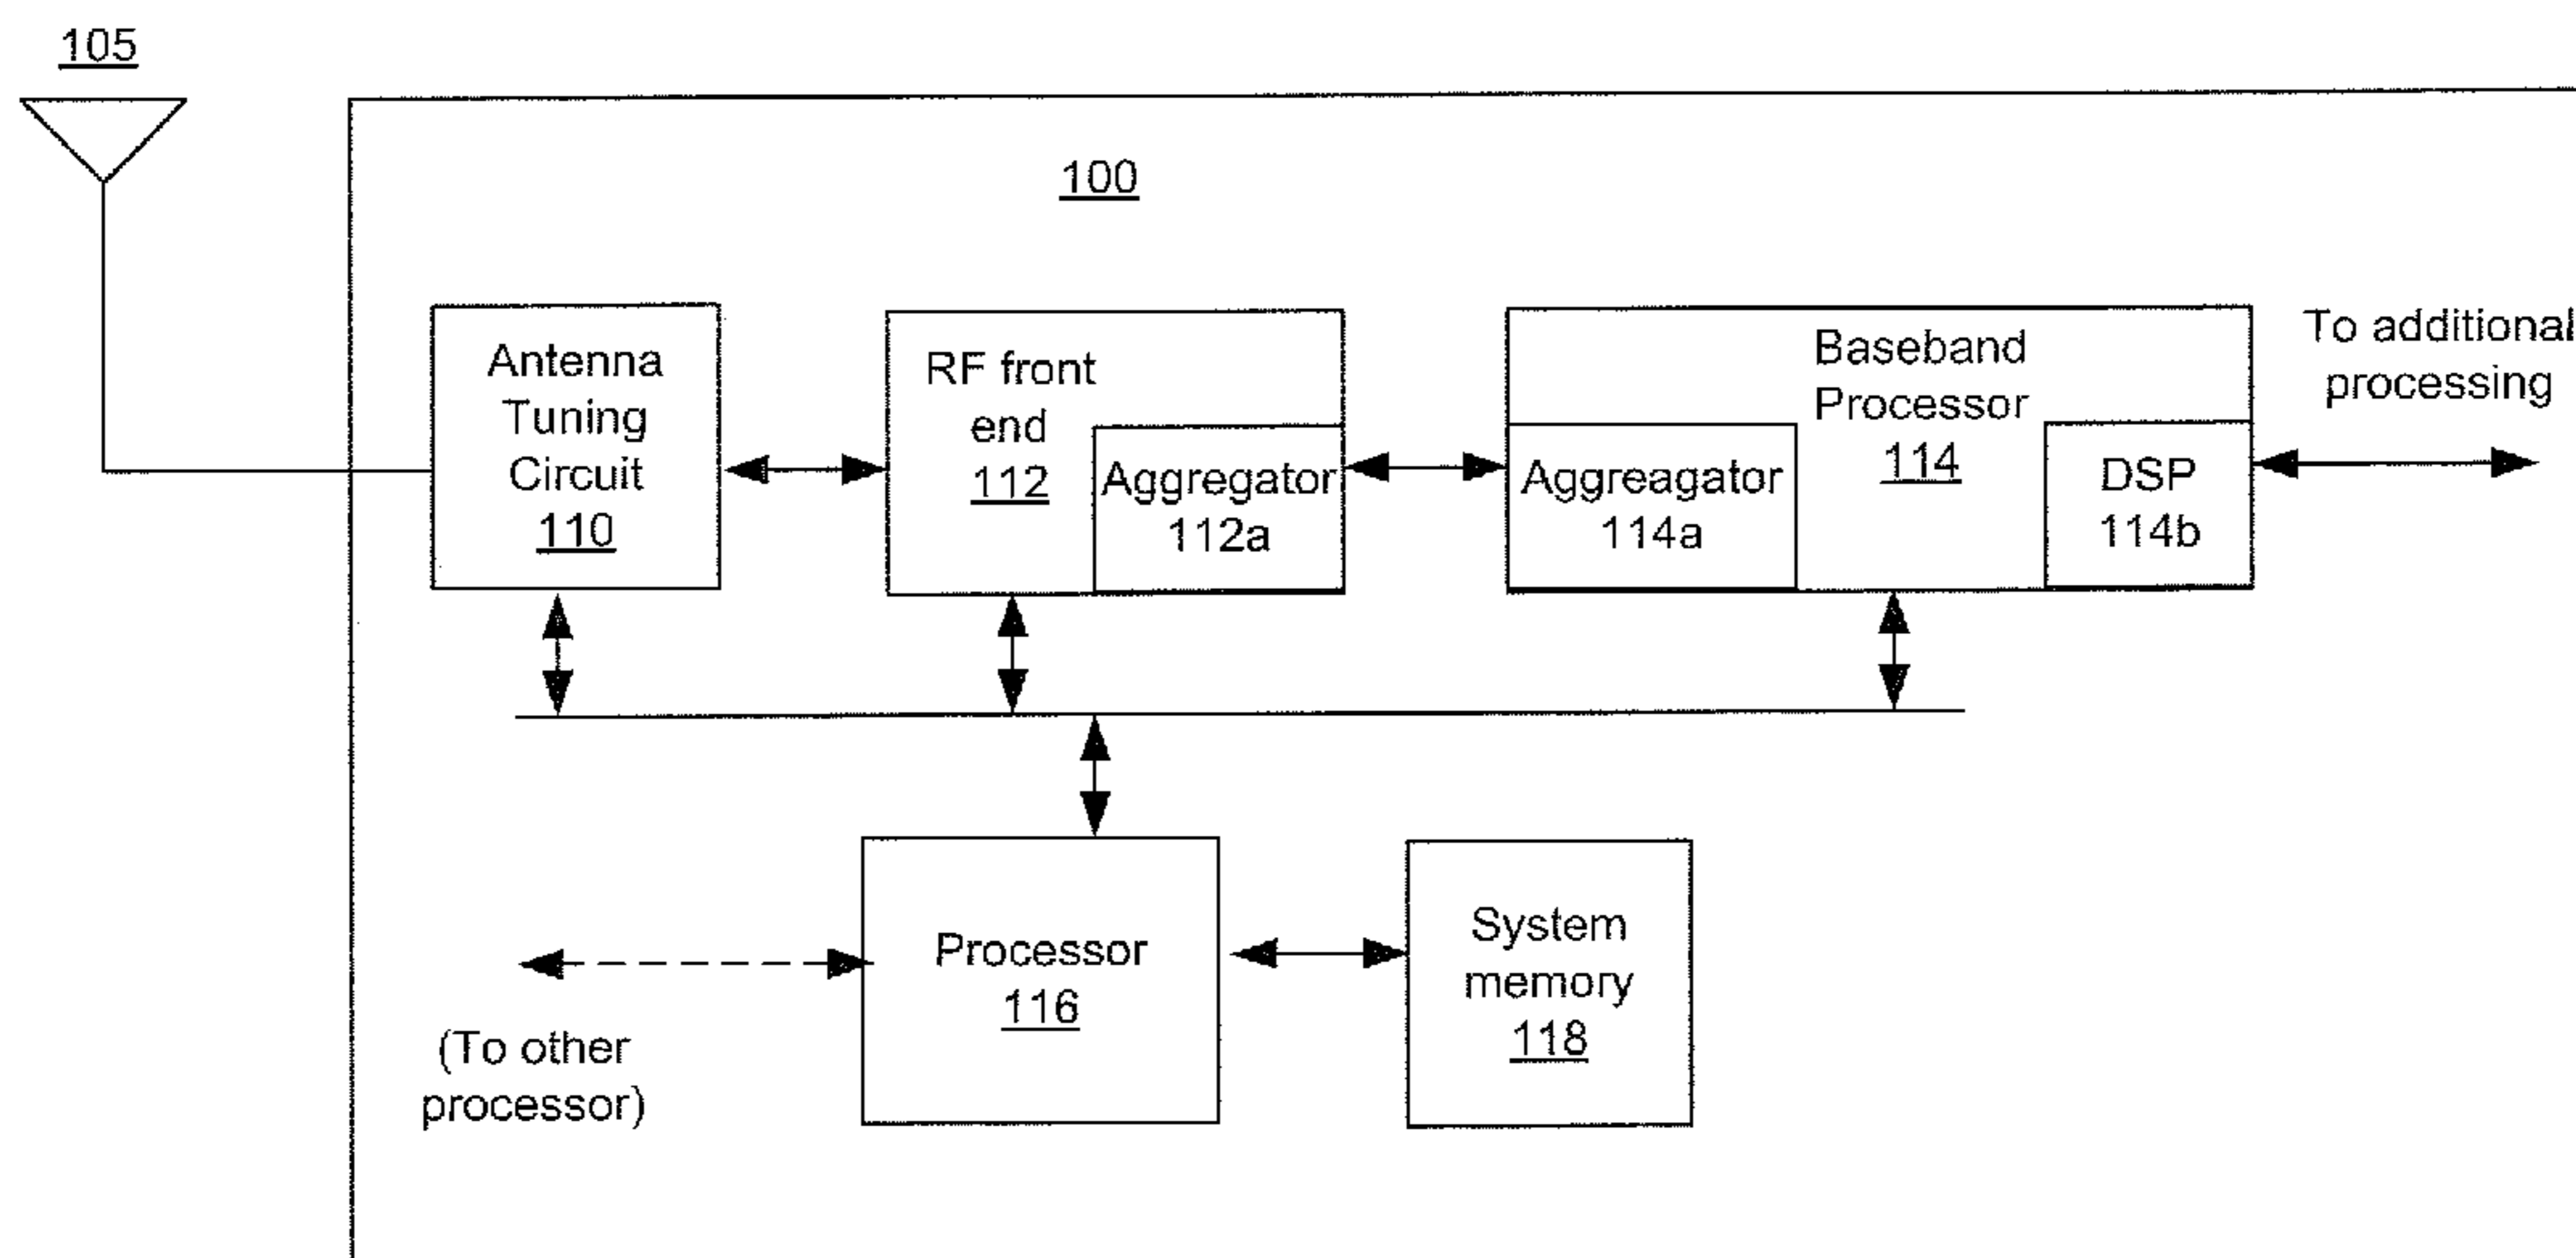 105
100
Antenna
Tuning
Circuit
110
RF front
end
112
Aggregator
112a
Baseband
Processor
114
Aggreagator
114a
DSP
114b
To additional
processing
Processor
116
System
memory
118
(To other
processor)